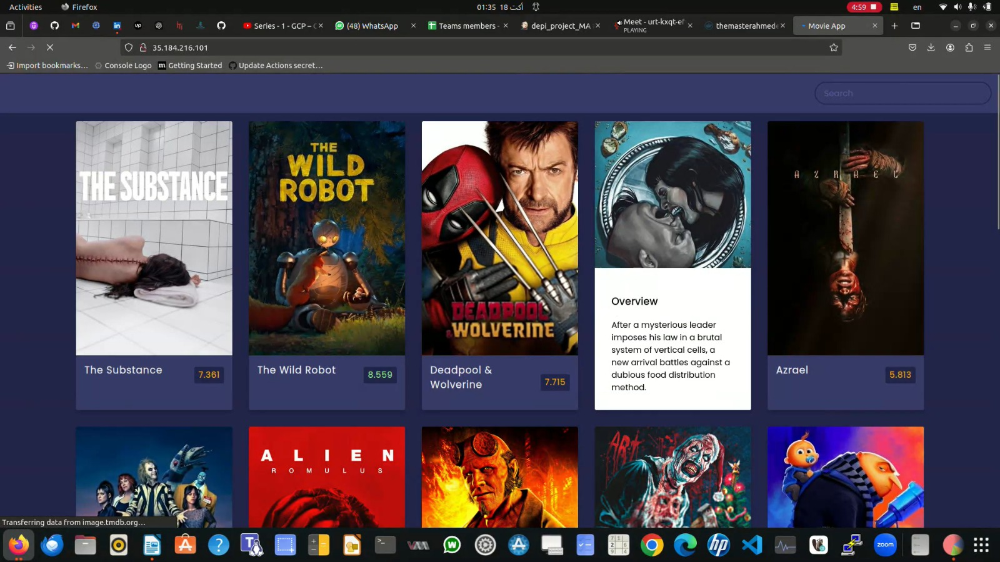 Activities
Firefox
01:35 18 أكت
4:59
en
Series - 1 - GCP –
(48) WhatsApp
Teams members -
depi_project_MA
Meet - urt-kxqt-ef
PLAYING
themasterahmede
Movie App
35.184.216.101
Import bookmarks...
Console Logo
m Getting Started
Update Actions secret...
Search
THE SUBSTANCE
THE
WILD
ROBOT
DEADPOOL
& WOLVERINE
AZRAEL
Overview
After a mysterious leader
imposes his law in a brutal
system of vertical cells, a
new arrival battles against a
dubious food distribution
method.
The Substance
7.361
The Wild Robot
8.559
Deadpool &
Wolverine
7.715
Azrael
5.813
ALIEN
ROMULUS
ART
Transferring data from image.tmdb.org...
zoom